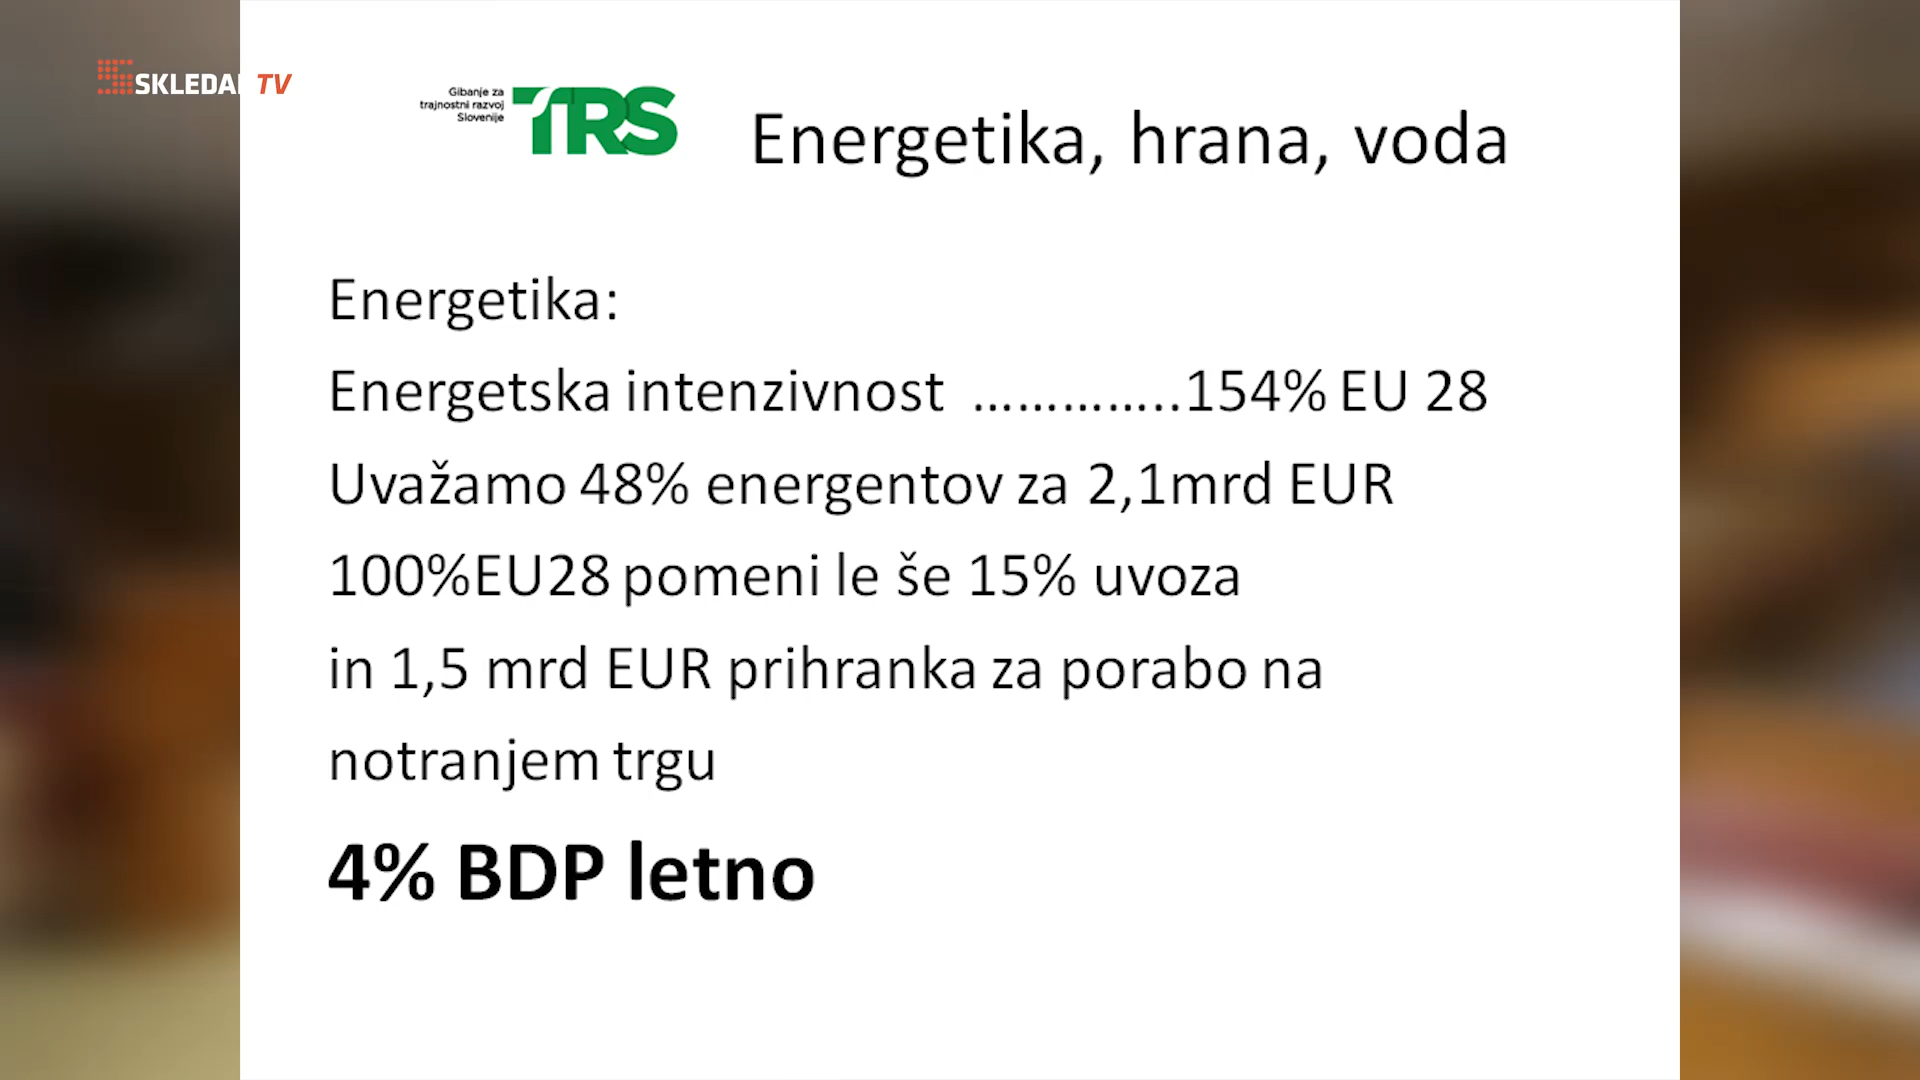 SKLEDAR TV
Gibanje za
trajnostni razvoj
Slovenije
TRS
Energetika, hrana, voda
Energetika:
Energetska intenzivnost …………..154% EU 28
Uvažamo 48% energentov za 2,1mrd EUR
100%EU28 pomeni le še 15% uvoza
in 1,5 mrd EUR prihranka za porabo na
notranjem trgu
4% BDP letno